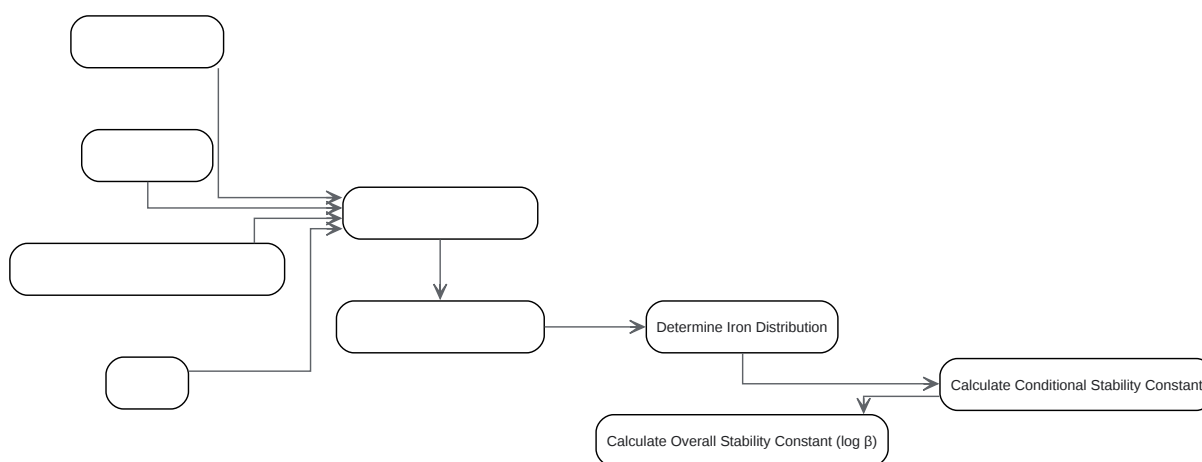 Determine Iron Distribution
Calculate Conditional Stability Constant
Calculate Overall Stability Constant (log β)